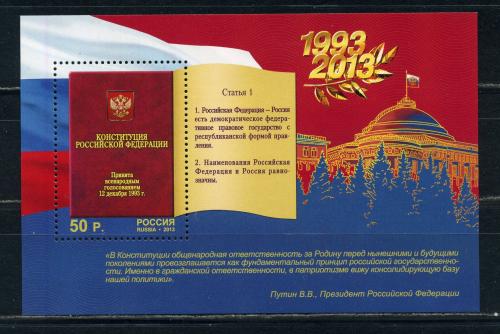 1993
2013
КОНСТИТУЦИЯ
РОССИЙСКОЙ ФЕДЕРАЦИИ
Принята
всенародным
голосованием
12 декабря 1993 г.
50 Р.
РОССИЯ
RUSSIA • 2013
Статья 1
1. Российская Федерация – Россия
есть демократическое федера-
тивное правовое государство с
республиканской формой прав-
ления.
2. Наименования Российская
Федерация и Россия равно-
значны.
«В Конституции общенародная ответственность за Родину перед нынешними и будущими
поколениями провозглашается как фундаментальный принцип российской государственно-
сти. Именно в гражданской ответственности, в патриотизме вижу консолидирующую базу
нашей политики».
Путин В.В., Президент Российской Федерации